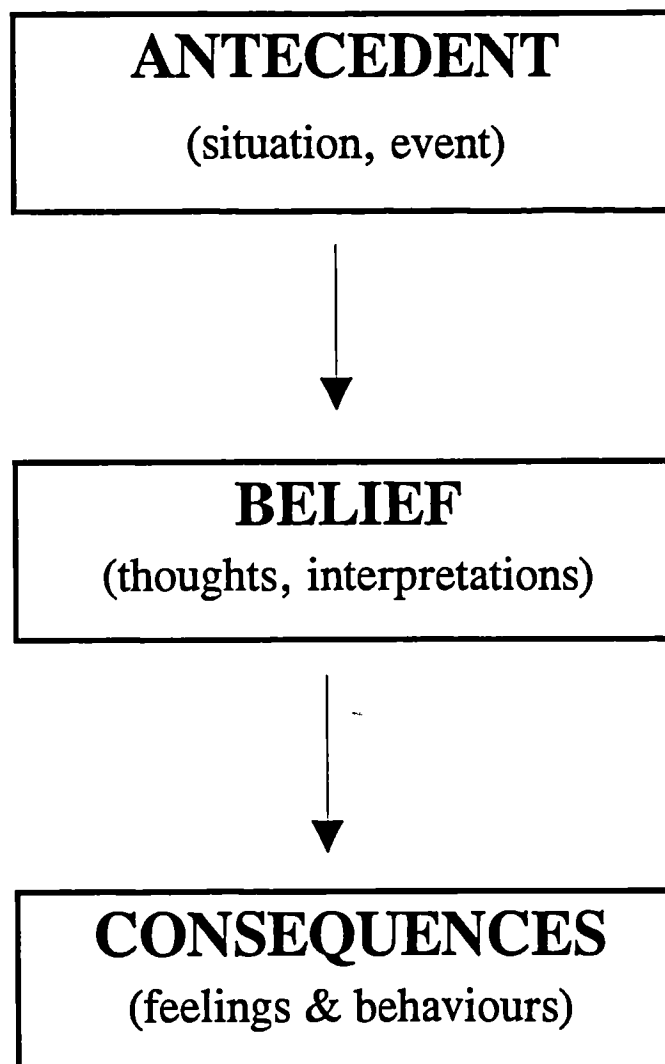 ANTECEDENT
(situation, event)
BELIEF
(thoughts, interpretations)
CONSEQUENCES
(feelings & behaviours)